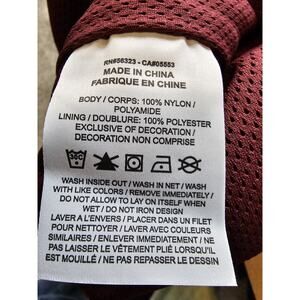 RN#56323 - CA#05553
MADE IN CHINA
FABRIQUE EN CHINE
BODY / CORPS: 100% NYLON /
POLYAMIDE
LINING / DOUBLURE: 100% POLYESTER
EXCLUSIVE OF DECORATION /
DECORATION NON COMPRISE
30C
WASH INSIDE OUT / WASH IN NET / WASH
WITH LIKE COLORS / REMOVE IMMEDIATELY /
DO NOT ALLOW TO LAY ON ITSELF WHEN
WET / DO NOT IRON DESIGN
LAVER A L'ENVERS / PLACER DANS UN FILET
POUR NETTOYER / LAVER AVEC COULEURS
SIMILAIRES / ENLEVER IMMEDIATEMENT /
NE PAS LAISSER LE VÊTEMENT PLIÉ LORSQU'IL
EST MOUILLÉ / NE PAS REPASSER LE DESSIN